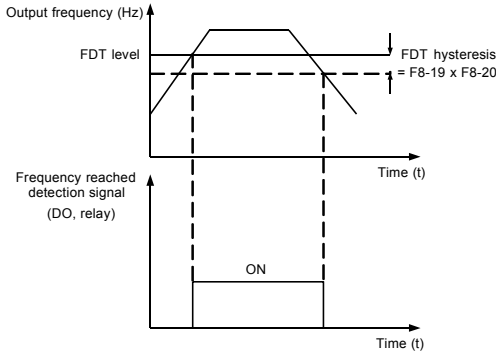 Output frequency (Hz)
FDT level
FDT hysteresis
= F8-19 x F8-20
Time (t)
Frequency reached
detection signal
(DO, relay)
ON
Time (t)